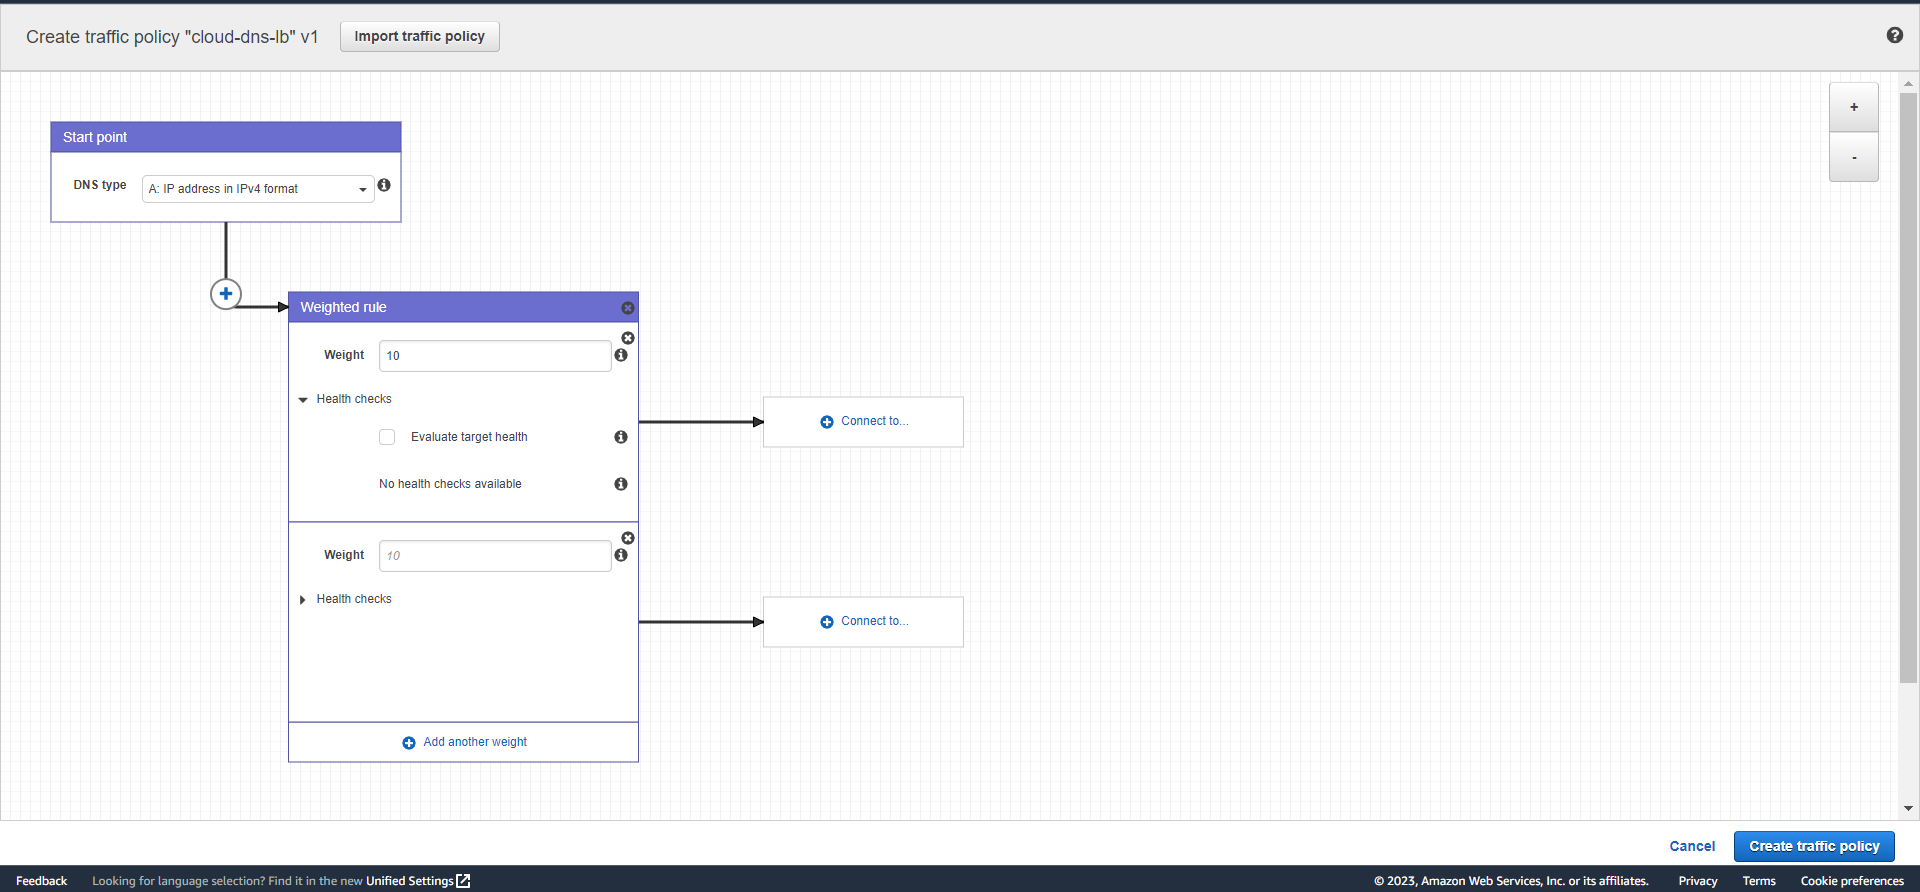 Create traffic policy "cloud-dns-lb" v1
Import traffic policy
+
-
Start point
DNS type
A: IP address in IPv4 format
Weighted rule
Weight
10
Health checks
Evaluate target health
No health checks available
Connect to...
Weight
10
Health checks
Connect to...
Add another weight
Cancel
Create traffic policy
Feedback
Looking for language selection? Find it in the new Unified Settings
© 2023, Amazon Web Services, Inc. or its affiliates.
Privacy
Terms
Cookie preferences